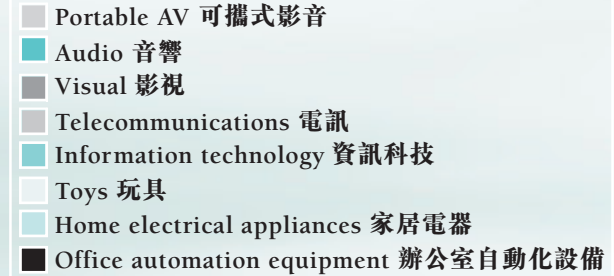 Portable AV 可攜式影音
Audio 音響
Visual 影視
Telecommunications 電訊
Information technology 資訊科技
Toys 玩具
Home electrical appliances 家居電器
Office automation equipment 辦公室自動化設備